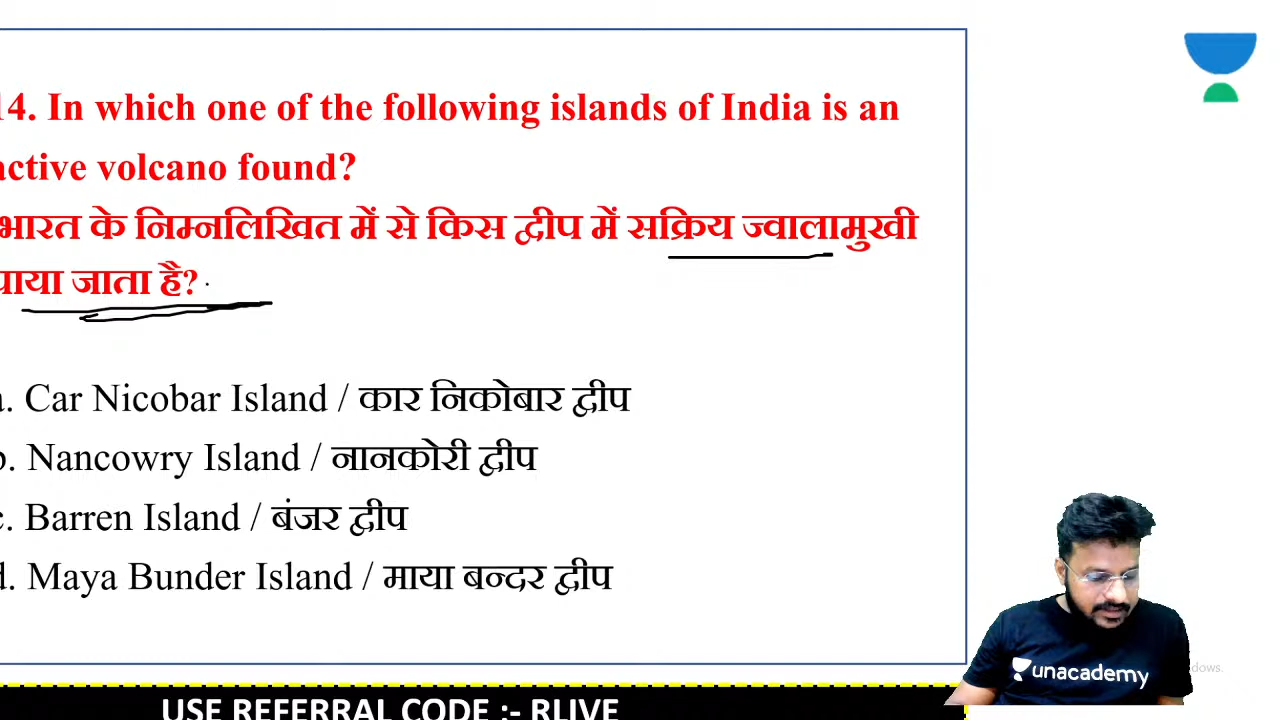 14. In which one of the following islands of India is an
active volcano found?
भारत के निम्नलिखित में से किस द्वीप में सक्रिय ज्वालामुखी
पाया जाता है?
a. Car Nicobar Island / कार निकोबार द्वीप
b. Nancowry Island / नानकोरी द्वीप
c. Barren Island / बंजर द्वीप
d. Maya Bunder Island / माया बन्दर द्वीप
unacademy
USE REFERRAL CODE :- RLIVE